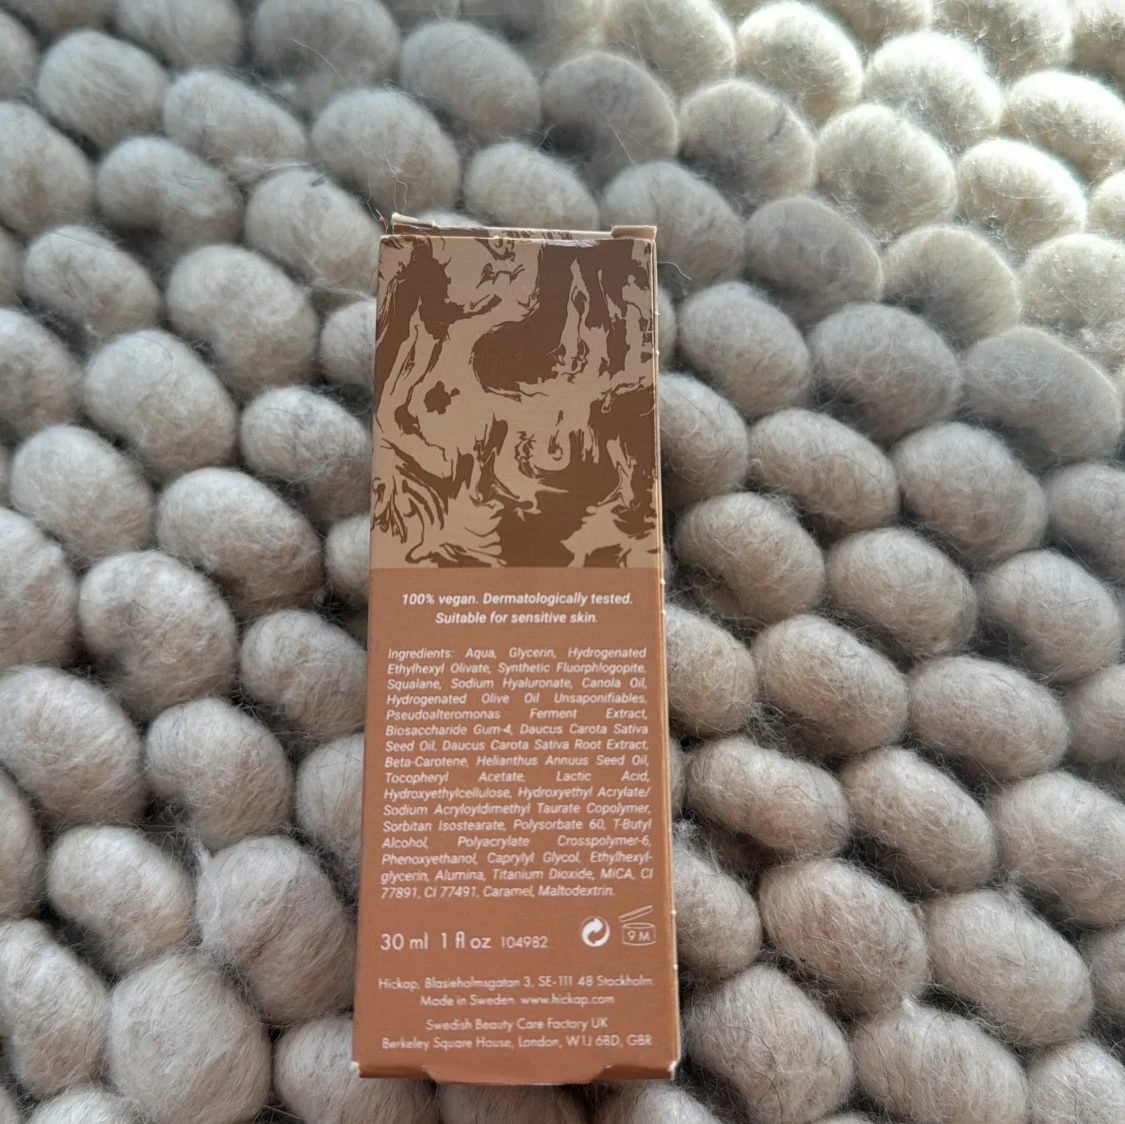 100% vegan. Dermatologically tested.
Suitable for sensitive skin.
Ingredients: Aqua, Glycerin, Hydrogenated
Ethylhexyl Olivate, Synthetic Fluorphlogopite,
Squalane, Sodium Hyaluronate, Canola Oil,
Hydrogenated Olive Oil Unsaponifiables,
Pseudoalteromonas Ferment Extract,
Biosaccharide Gum-4, Daucus Carota Sativa
Seed Oil, Daucus Carota Sativa Root Extract,
Beta-Carotene, Helianthus Annuus Seed Oil,
Tocopheryl Acetate, Lactic Acid,
Hydroxyethylcellulose, Hydroxyethyl Acrylate/
Sodium Acryloyldimethyl Taurate Copolymer,
Sorbitan Isostearate, Polysorbate 60, T-Butyl
Alcohol, Polyacrylate Crosspolymer-6,
Phenoxyethanol, Caprylyl Glycol, Ethylhexyl-
glycerin, Alumina, Titanium Dioxide, MiCA, CI
77891, CI 77491, Caramel, Maltodextrin.
30 ml 1 fl oz 104982
9 M
Hickap, Blasieholmsgatan 3, SE-111 48 Stockholm.
Made in Sweden. www.hickap.com
Swedish Beauty Care Factory UK
Berkeley Square House, London, W1J 6BD, GBR